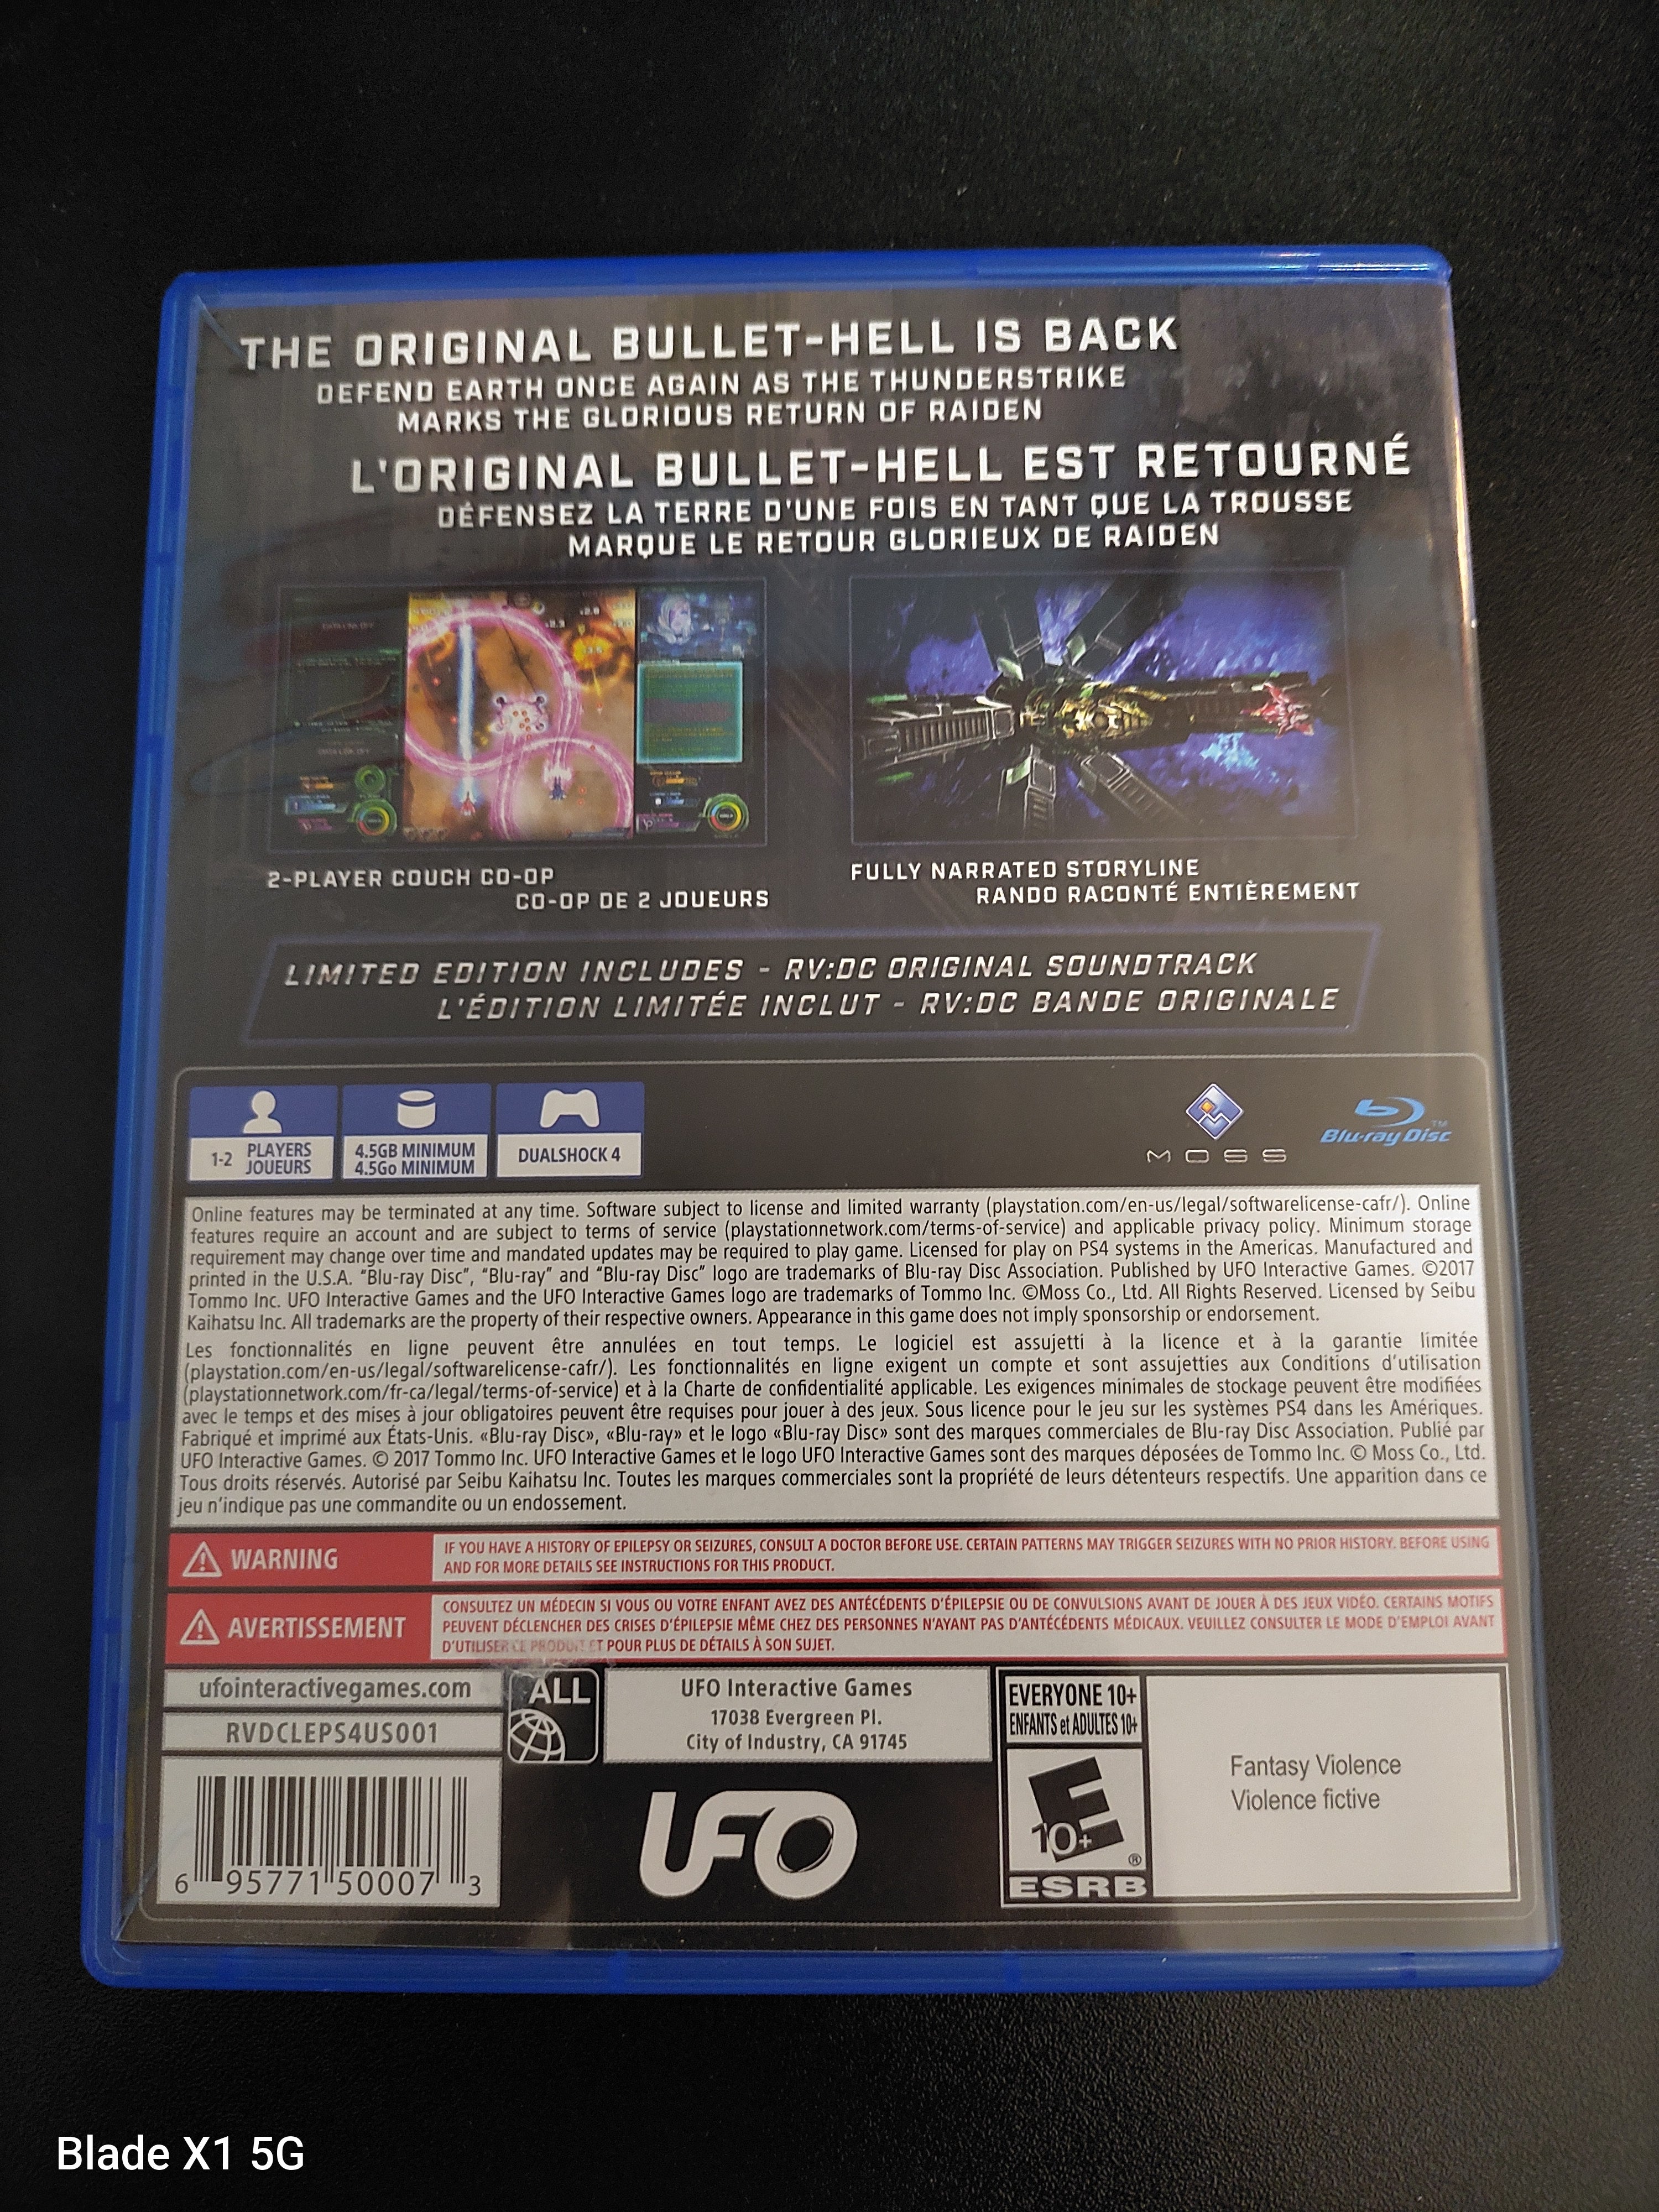 THE ORIGINAL BULLET-HELL IS BACK
DEFEND EARTH ONCE AGAIN AS THE THUNDERSTRIKE
MARKS THE GLORIOUS RETURN OF RAIDEN
L'ORIGINAL BULLET-HELL EST RETOURNÉ
DÉFENSEZ LA TERRE D'UNE FOIS EN TANT QUE LA TROUSSE
MARQUE LE RETOUR GLORIEUX DE RAIDEN
2-PLAYER COUCH CO-OP
CO-OP DE 2 JOUEURS
FULLY NARRATED STORYLINE
RANDO RACONTÉ ENTIÈREMENT
LIMITED EDITION INCLUDES - RV:DC ORIGINAL SOUNDTRACK
L'ÉDITION LIMITÉE INCLUT - RV:DC BANDE ORIGINALE
1-2 PLAYERS
JOUEURS
4.5GB MINIMUM
4.5Go MINIMUM
DUALSHOCK 4
MOSS
Blu-ray Disc™
Online features may be terminated at any time. Software subject to license and limited warranty (playstation.com/en-us/legal/softwarelicense-cafr/). Online
features require an account and are subject to terms of service (playstationnetwork.com/terms-of-service) and applicable privacy policy. Minimum storage
requirement may change over time and mandated updates may be required to play game. Licensed for play on PS4 systems in the Americas. Manufactured and
printed in the U.S.A. “Blu-ray Disc”, “Blu-ray” and “Blu-ray Disc” logo are trademarks of Blu-ray Disc Association. Published by UFO Interactive Games. ©2017
Tommo Inc. UFO Interactive Games and the UFO Interactive Games logo are trademarks of Tommo Inc. ©Moss Co., Ltd. All Rights Reserved. Licensed by Seibu
Kaihatsu Inc. All trademarks are the property of their respective owners. Appearance in this game does not imply sponsorship or endorsement.
Les fonctionnalités en ligne peuvent être annulées en tout temps. Le logiciel est assujetti à la licence et à la garantie limitée
(playstation.com/en-us/legal/softwarelicense-cafr/). Les fonctionnalités en ligne exigent un compte et sont assujetties aux Conditions d’utilisation
(playstationnetwork.com/fr-ca/legal/terms-of-service) et à la Charte de confidentialité applicable. Les exigences minimales de stockage peuvent être modifiées
avec le temps et des mises à jour obligatoires peuvent être requises pour jouer à des jeux. Sous licence pour le jeu sur les systèmes PS4 dans les Amériques.
Fabriqué et imprimé aux États-Unis. «Blu-ray Disc», «Blu-ray» et le logo «Blu-ray Disc» sont des marques commerciales de Blu-ray Disc Association. Publié par
UFO Interactive Games. © 2017 Tommo Inc. UFO Interactive Games et le logo UFO Interactive Games sont des marques déposées de Tommo Inc. © Moss Co., Ltd.
Tous droits réservés. Autorisé par Seibu Kaihatsu Inc. Toutes les marques commerciales sont la propriété de leurs détenteurs respectifs. Une apparition dans ce
jeu n’indique pas une commandite ou un endossement.
WARNING
IF YOU HAVE A HISTORY OF EPILEPSY OR SEIZURES, CONSULT A DOCTOR BEFORE USE. CERTAIN PATTERNS MAY TRIGGER SEIZURES WITH NO PRIOR HISTORY. BEFORE USING
AND FOR MORE DETAILS SEE INSTRUCTIONS FOR THIS PRODUCT.
AVERTISSEMENT
CONSULTEZ UN MÉDECIN SI VOUS OU VOTRE ENFANT AVEZ DES ANTÉCÉDENTS D’ÉPILEPSIE OU DE CONVULSIONS AVANT DE JOUER À DES JEUX VIDÉO. CERTAINS MOTIFS
PEUVENT DÉCLENCHER DES CRISES D’ÉPILEPSIE MÊME CHEZ DES PERSONNES N’AYANT PAS D’ANTÉCÉDENTS MÉDICAUX. VEUILLEZ CONSULTER LE MODE D’EMPLOI AVANT
D’UTILISER CE PRODUIT ET POUR PLUS DE DÉTAILS À SON SUJET.
ufointeractivegames.com
RVDCLEPS4US001
6 95771 50007 3
ALL
UFO Interactive Games
17038 Evergreen Pl.
City of Industry, CA 91745
UFO
EVERYONE 10+
ENFANTS et ADULTES 10+
E
10+
®
ESRB
Fantasy Violence
Violence fictive
Blade X1 5G